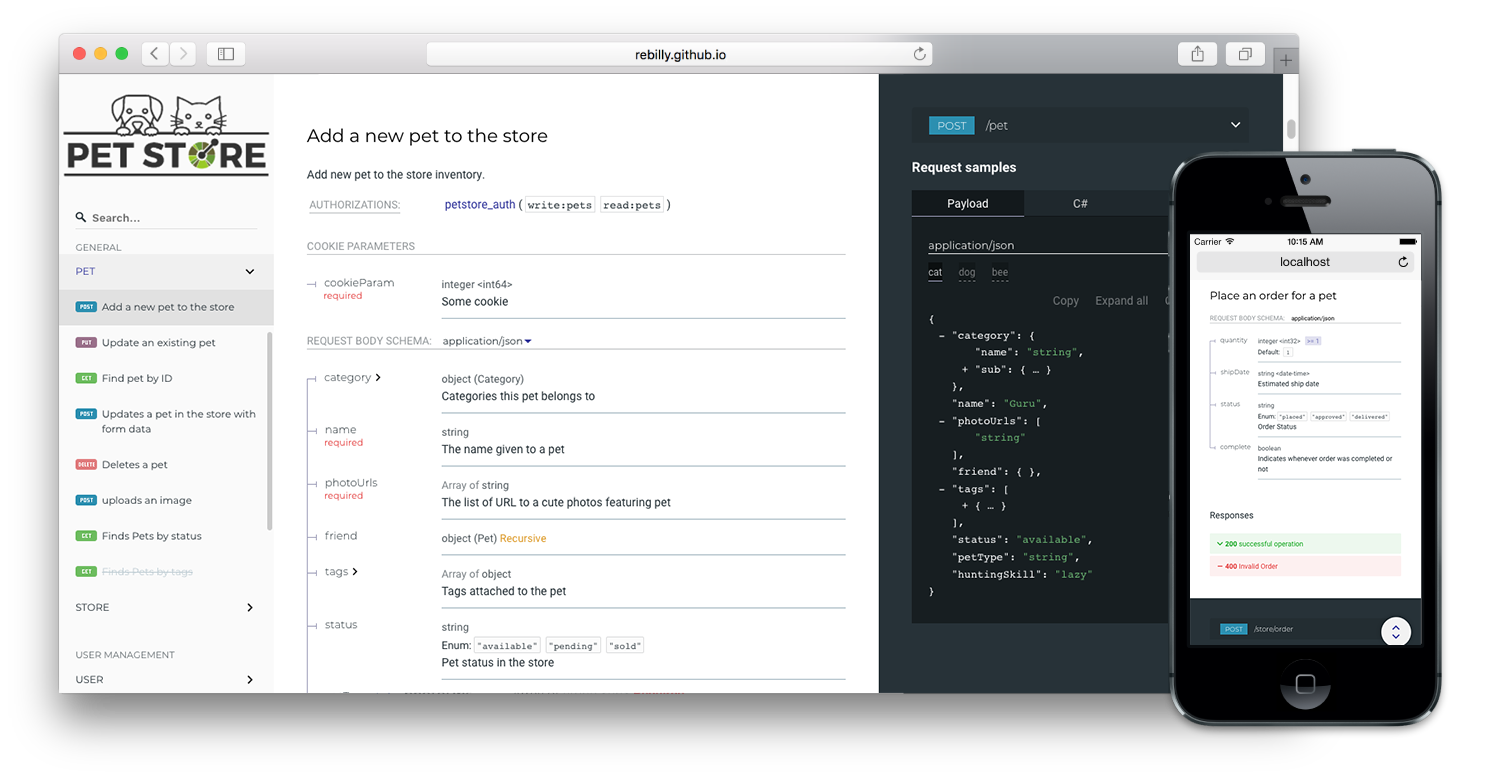 rebilly.github.io
PET STORE
Search...
GENERAL
PET
POST Add a new pet to the store
PUT Update an existing pet
GET Find pet by ID
POST Updates a pet in the store with
form data
DELETE Deletes a pet
POST uploads an image
GET Finds Pets by status
GET Finds Pets by tags
STORE
USER MANAGEMENT
USER
Add a new pet to the store
Add new pet to the store inventory.
AUTHORIZATIONS: petstore_auth ( write:pets read:pets )
COOKIE PARAMETERS
cookieParam integer <int64>
required Some cookie
REQUEST BODY SCHEMA: application/json
category object (Category)
Categories this pet belongs to
name string
required The name given to a pet
photoUrls Array of string
required The list of URL to a cute photos featuring pet
friend object (Pet) Recursive
tags Array of object
Tags attached to the pet
status string
Enum: "available" "pending" "sold"
Pet status in the store
POST /pet
Request samples
Payload C#
application/json
cat dog bee
Copy Expand all
{
- "category": {
"name": "string",
+ "sub": { … }
},
"name": "Guru",
- "photoUrls": [
"string"
],
"friend": { },
- "tags": [
+ { … }
],
"status": "available",
"petType": "string",
"huntingSkill": "lazy"
}
Carrier 10:15 AM
localhost
Place an order for a pet
REQUEST BODY SCHEMA: application/json
quantity integer <int32> >= 1
Default: 1
shipDate string <date-time>
Estimated ship date
status string
Enum: "placed" "approved" "delivered"
Order Status
complete boolean
Indicates whenever order was completed or
not
Responses
200 successful operation
400 Invalid Order
POST /store/order